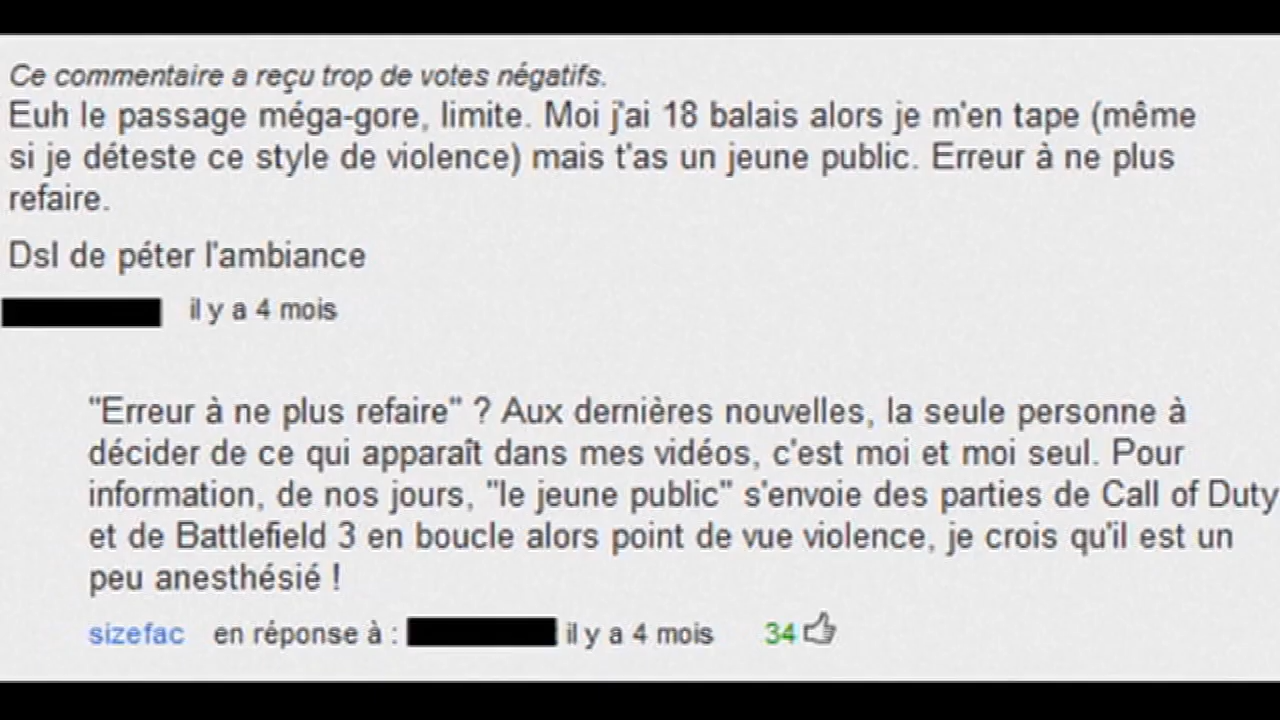 Ce commentaire a reçu trop de votes négatifs.
Euh le passage méga-gore, limite. Moi j'ai 18 balais alors je m'en tape (même
si je déteste ce style de violence) mais t'as un jeune public. Erreur à ne plus
refaire.
Dsl de péter l'ambiance
il y a 4 mois
"Erreur à ne plus refaire" ? Aux dernières nouvelles, la seule personne à
décider de ce qui apparaît dans mes vidéos, c'est moi et moi seul. Pour
information, de nos jours, "le jeune public" s'envoie des parties de Call of Duty
et de Battlefield 3 en boucle alors point de vue violence, je crois qu'il est un
peu anesthésié !
sizefac en réponse à : il y a 4 mois 34